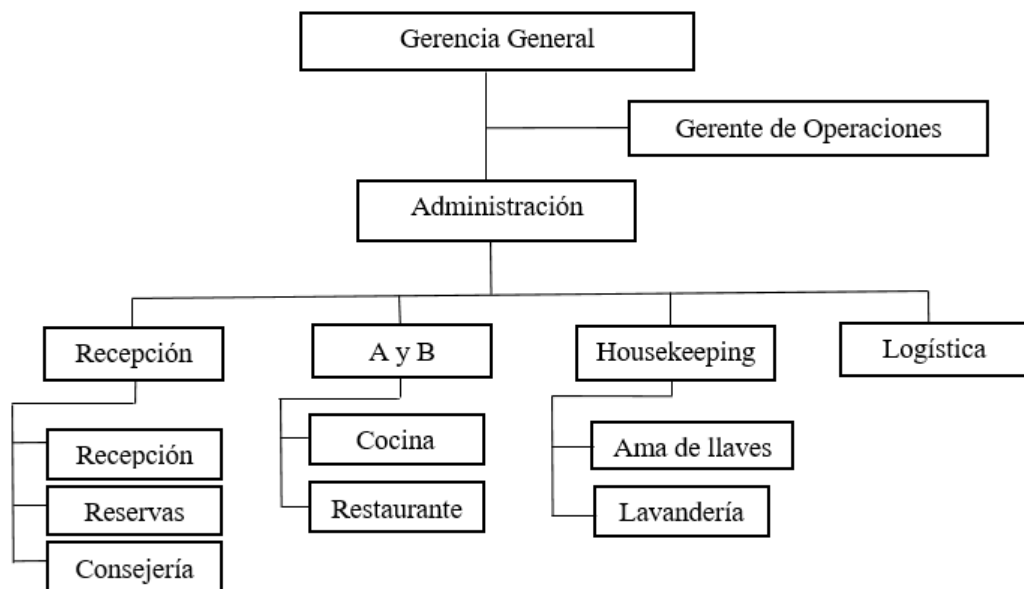 Gerencia General
Gerente de Operaciones
Administración
Recepción
A y B
Housekeeping
Logística
Recepción
Reservas
Consejería
Cocina
Restaurante
Ama de llaves
Lavandería